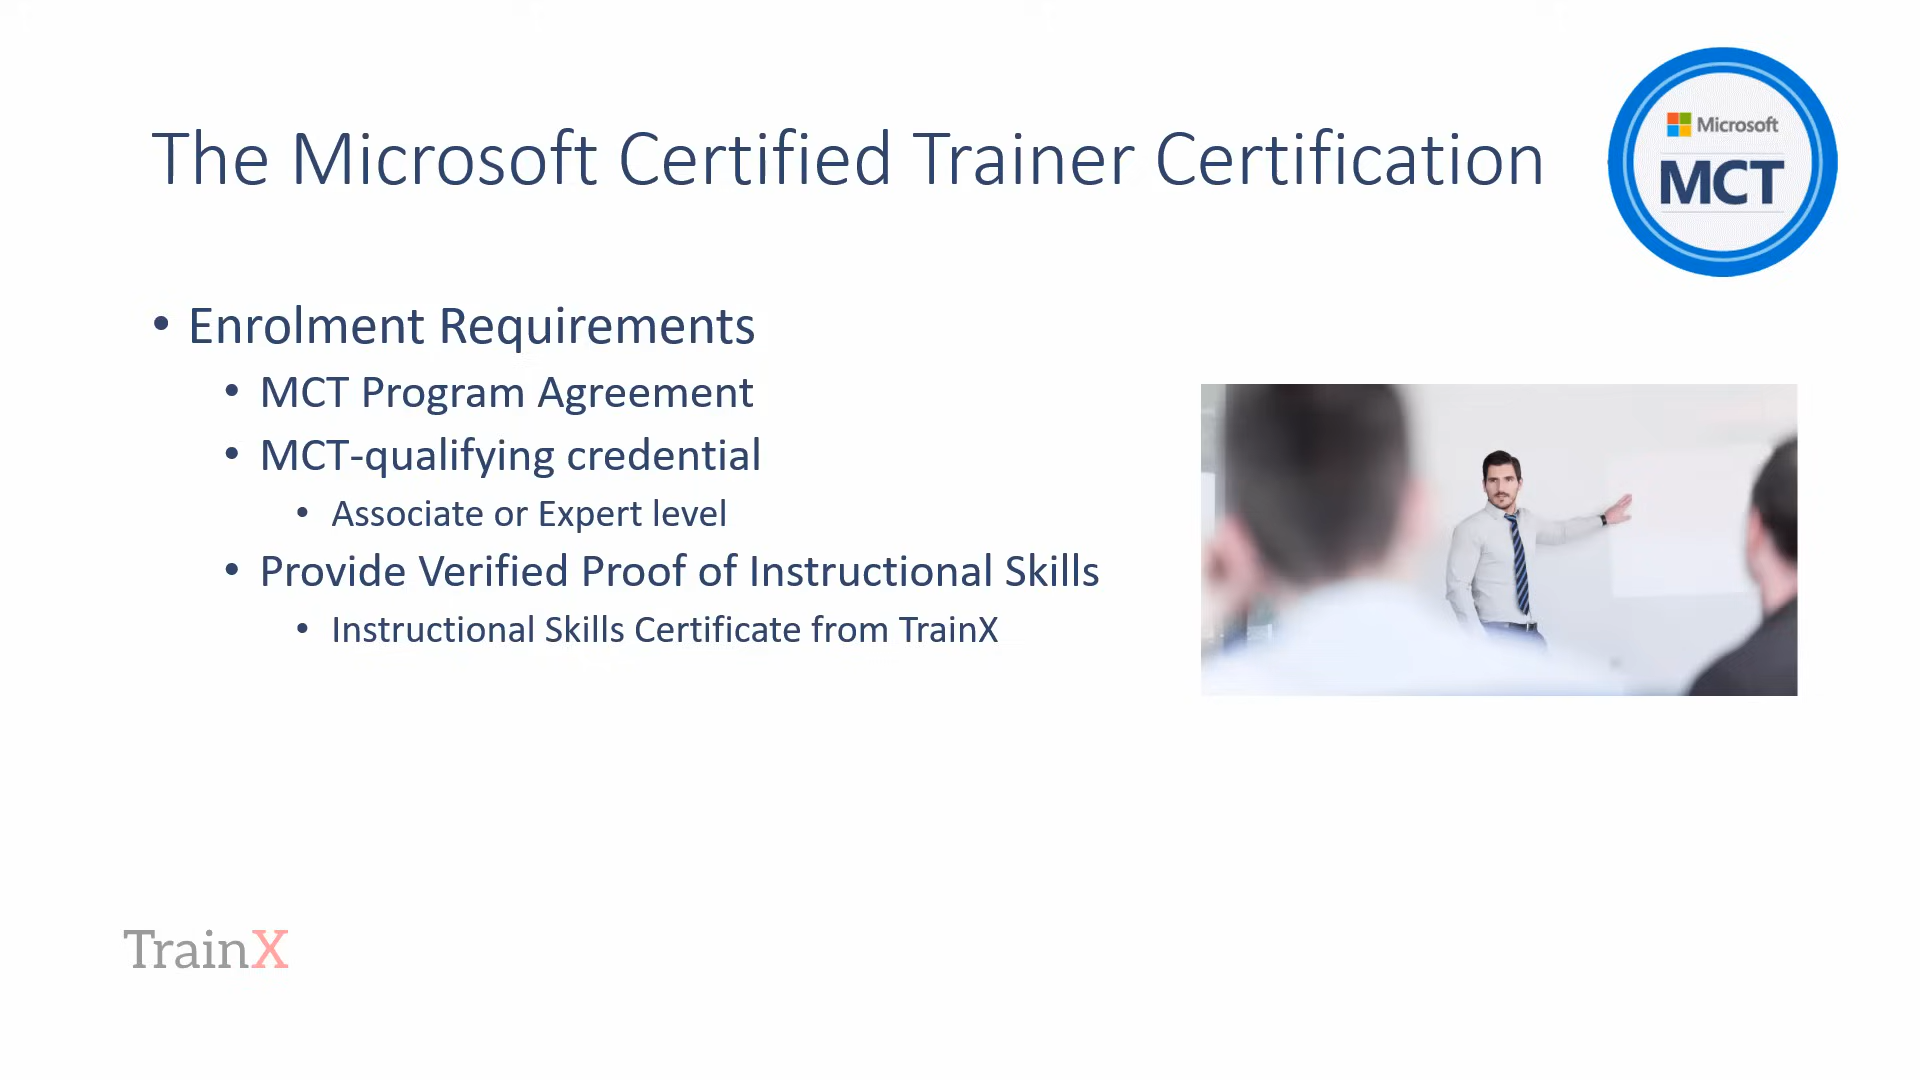 The Microsoft Certified Trainer Certification
Microsoft
MCT
• Enrolment Requirements
• MCT Program Agreement
• MCT-qualifying credential
• Associate or Expert level
• Provide Verified Proof of Instructional Skills
• Instructional Skills Certificate from TrainX
TrainX